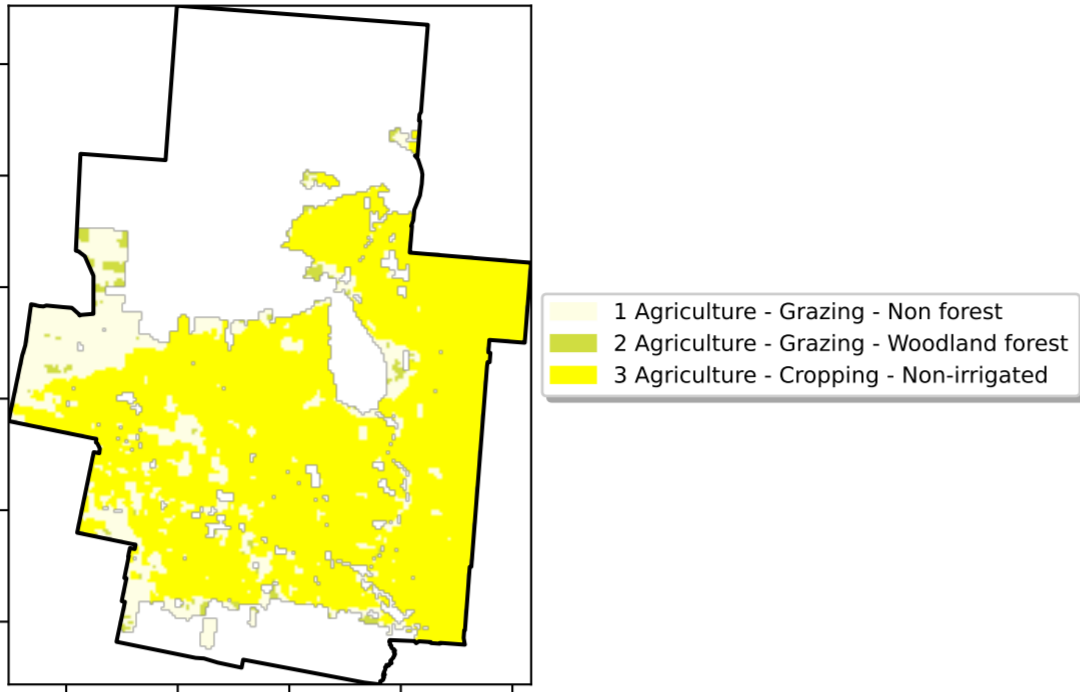 1 Agriculture - Grazing - Non forest
2 Agriculture - Grazing - Woodland forest
3 Agriculture - Cropping - Non-irrigated